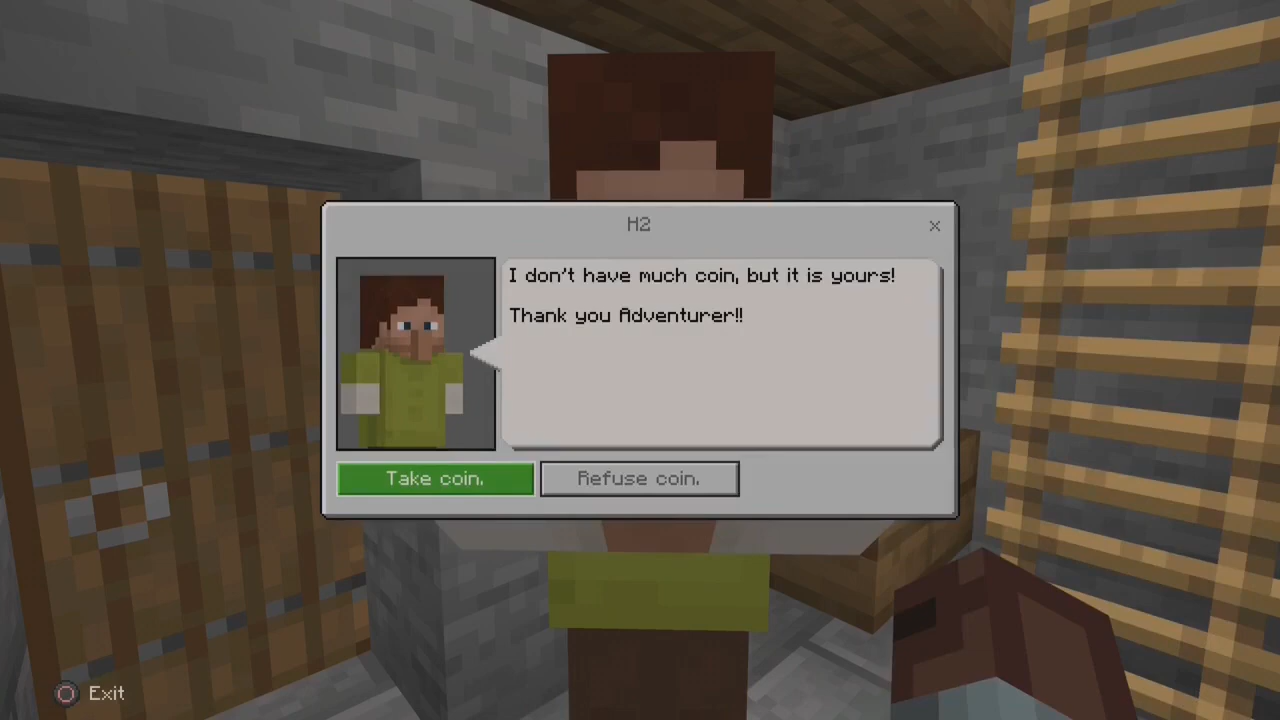 H2
I don't have much coin, but it is yours!
Thank you Adventurer!!
Take coin.
Refuse coin.
Exit